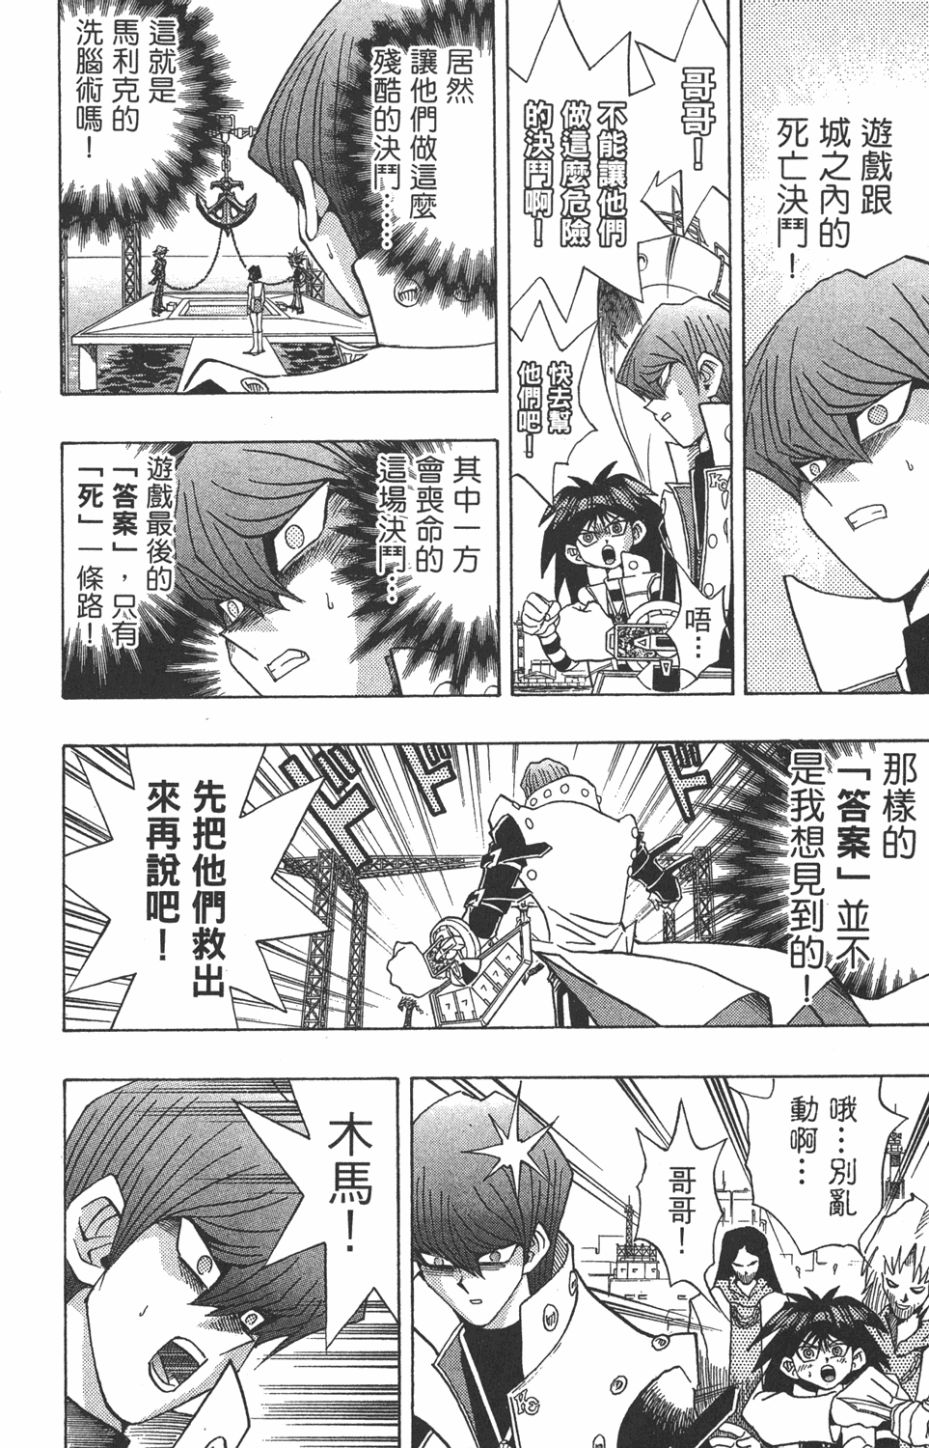 遊戲跟
城之內的
死亡決鬥！
哥哥！
不能讓他們
做這麼危險
的決鬥啊！
快去幫
他們吧！
唔…
居然
讓他們做這麼
殘酷的決鬥……
這就是
馬利克的
洗腦術嗎！
其中一方
會喪命的
這場決鬥…
遊戲最後的
「答案」，只有
「死」一條路！
那樣的
「答案」並不
是我想見到的！
先把他們救出
來再說吧！
哦…別亂
動啊…
哥哥！
木馬！